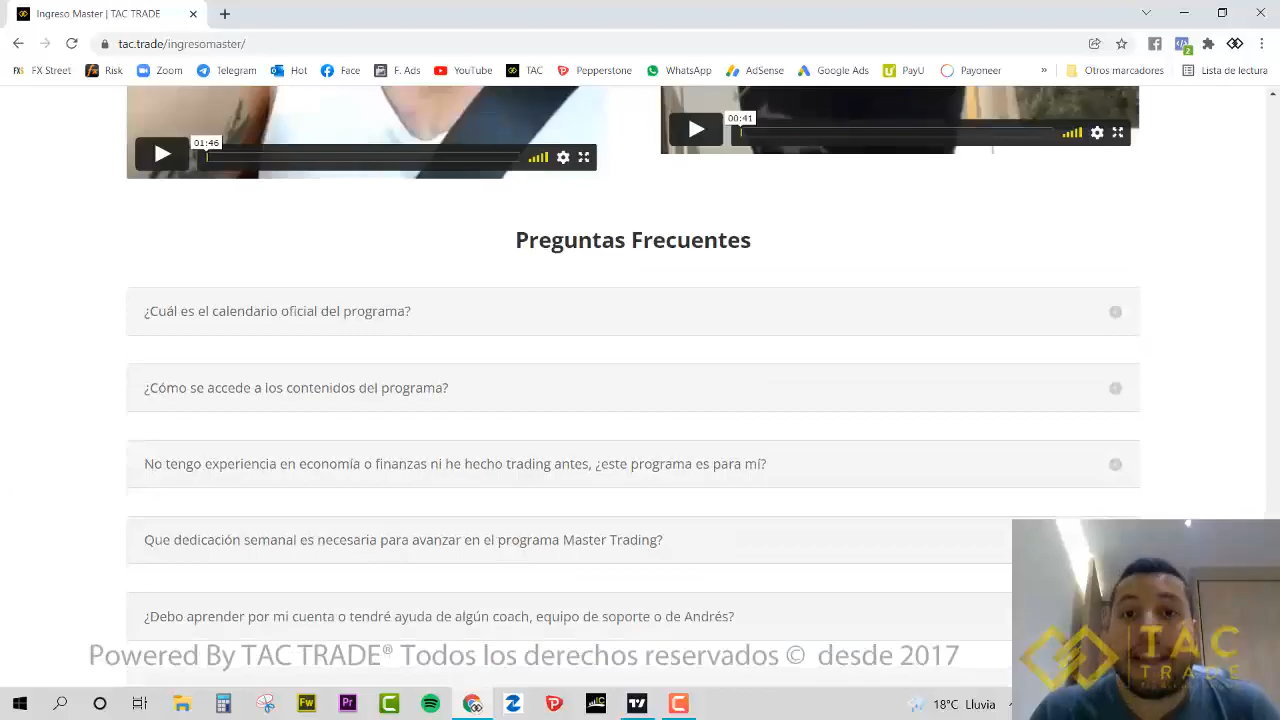 Ingreso Master | TAC TRADE
tac.trade/ingresomaster/
2
FX Street Risk Zoom Telegram Hot Face F. Ads YouTube TAC Pepperstone WhatsApp AdSense Google Ads PayU Payoneer » Otros marcadores Lista de lectura
01:46
00:41
Preguntas Frecuentes
¿Cuál es el calendario oficial del programa?
¿Cómo se accede a los contenidos del programa?
No tengo experiencia en economía o finanzas ni he hecho trading antes, ¿este programa es para mí?
Que dedicación semanal es necesaria para avanzar en el programa Master Trading?
¿Debo aprender por mi cuenta o tendré ayuda de algún coach, equipo de soporte o de Andrés?
Powered By TAC TRADE® Todos los derechos reservados © desde 2017
TAC
TRADE
Fw Pr 18°C Lluvia